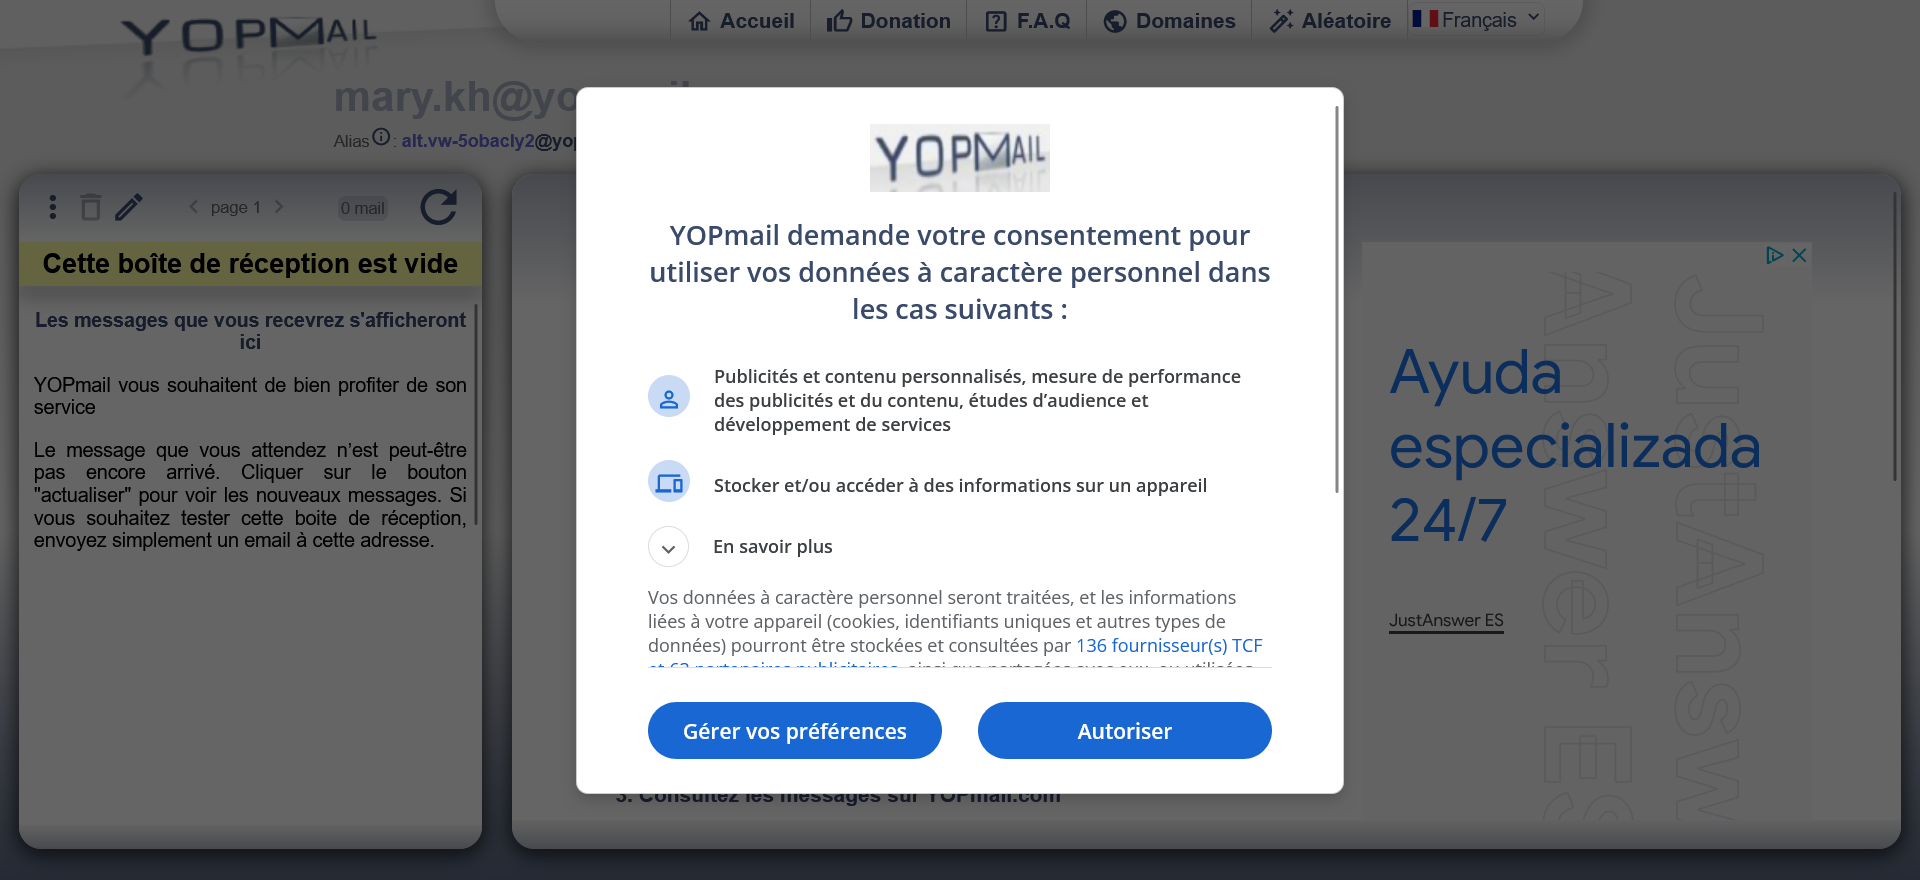 YOPMAIL
Accueil
Donation
F.A.Q
Domaines
Aléatoire
Français
Alias : alt.vw-5obacly2
page 1
0 mail
Cette boîte de réception est vide
Les messages que vous recevrez s'afficheront
ici
YOPmail vous souhaitent de bien profiter de son
service
Le message que vous attendez n’est peut-être
pas encore arrivé. Cliquer sur le bouton
"actualiser" pour voir les nouveaux messages. Si
vous souhaitez tester cette boite de réception,
envoyez simplement un email à cette adresse.
YOPMAIL
YOPmail demande votre consentement pour
utiliser vos données à caractère personnel dans
les cas suivants :
Publicités et contenu personnalisés, mesure de performance
des publicités et du contenu, études d’audience et
développement de services
Stocker et/ou accéder à des informations sur un appareil
En savoir plus
Vos données à caractère personnel seront traitées, et les informations
liées à votre appareil (cookies, identifiants uniques et autres types de
données) pourront être stockées et consultées par 136 fournisseur(s) TCF
Gérer vos préférences
Autoriser
3. Consultez les messages sur YOPmail.com
Ayuda
especializada
24/7
JustAnswer ES
JustAnsw
Answer ES